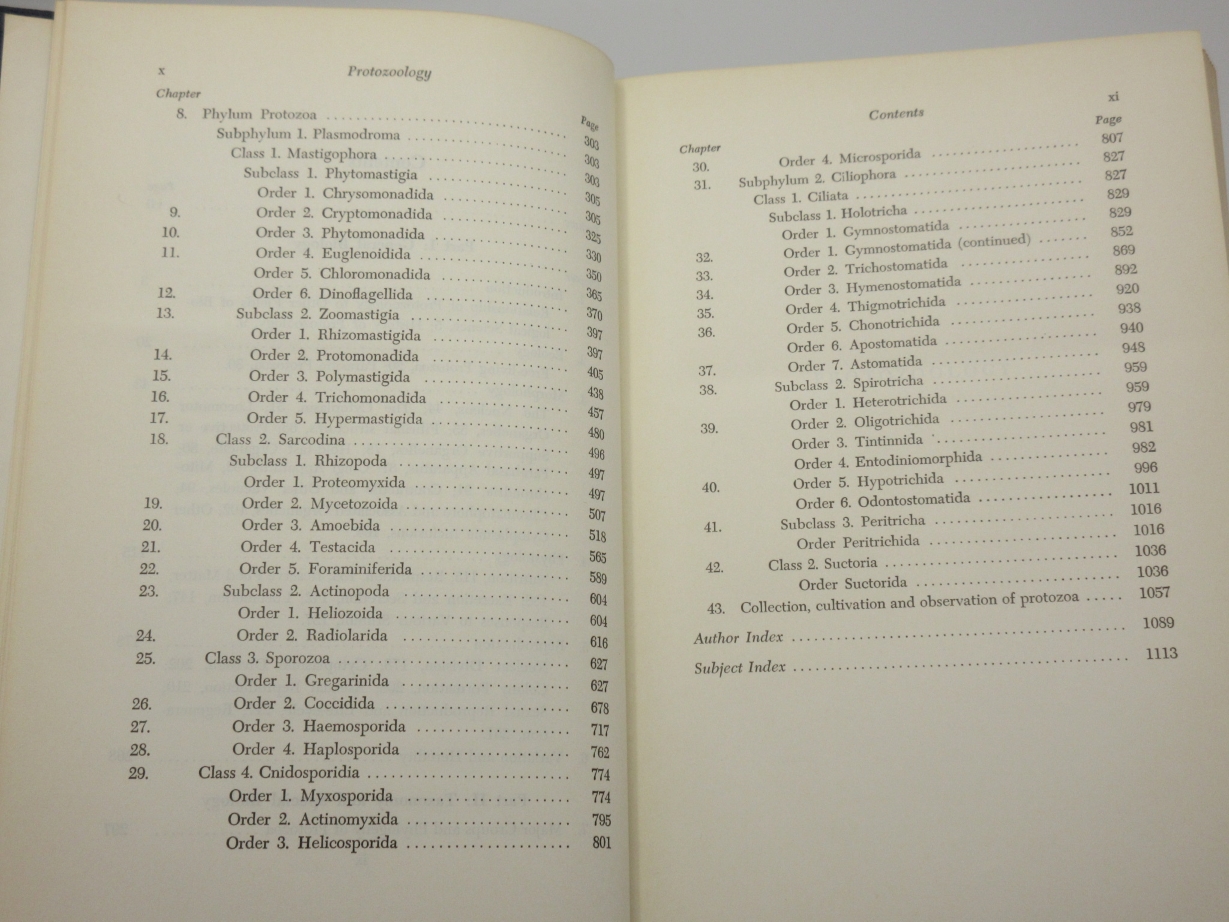 x Protozoology
Chapter Page
8. Phylum Protozoa ........................ 303
Subphylum 1. Plasmodroma ........................ 303
Class 1. Mastigophora ........................ 303
Subclass 1. Phytomastigia ........................ 305
Order 1. Chrysomonadida ........................ 305
9. Order 2. Cryptomonadida ........................ 325
10. Order 3. Phytomonadida ........................ 330
11. Order 4. Euglenoidida ........................ 350
Order 5. Chloromonadida ........................ 365
12. Order 6. Dinoflagellida ........................ 370
13. Subclass 2. Zoomastigia ........................ 397
Order 1. Rhizomastigida ........................ 397
14. Order 2. Protomonadida ........................ 405
15. Order 3. Polymastigida ........................ 438
16. Order 4. Trichomonadida ........................ 457
17. Order 5. Hypermastigida ........................ 480
18. Class 2. Sarcodina ........................ 496
Subclass 1. Rhizopoda ........................ 497
Order 1. Proteomyxida ........................ 497
19. Order 2. Mycetozoida ........................ 507
20. Order 3. Amoebida ........................ 518
21. Order 4. Testacida ........................ 565
22. Order 5. Foraminiferida ........................ 589
23. Subclass 2. Actinopoda ........................ 604
Order 1. Heliozoida ........................ 604
24. Order 2. Radiolarida ........................ 616
25. Class 3. Sporozoa ........................ 627
Order 1. Gregarinida ........................ 627
26. Order 2. Coccidida ........................ 678
27. Order 3. Haemosporida ........................ 717
28. Order 4. Haplosporida ........................ 762
29. Class 4. Cnidosporidia ........................ 774
Order 1. Myxosporida ........................ 774
Order 2. Actinomyxida ........................ 795
Order 3. Helicosporida ........................ 801
Contents xi
Chapter Page
30. Order 4. Microsporida ........................ 807
31. Subphylum 2. Ciliophora ........................ 827
Class 1. Ciliata ........................ 827
Subclass 1. Holotricha ........................ 829
Order 1. Gymnostomatida ........................ 829
32. Order 1. Gymnostomatida (continued) ....... 852
33. Order 2. Trichostomatida ........................ 869
34. Order 3. Hymenostomatida ........................ 892
35. Order 4. Thigmotrichida ........................ 920
36. Order 5. Chonotrichida ........................ 938
Order 6. Apostomatida ........................ 940
37. Order 7. Astomatida ........................ 948
38. Subclass 2. Spirotricha ........................ 959
Order 1. Heterotrichida ........................ 959
39. Order 2. Oligotrichida ........................ 979
Order 3. Tintinnida ........................ 981
Order 4. Entodiniomorphida ........................ 982
40. Order 5. Hypotrichida ........................ 996
Order 6. Odontostomatida ........................ 1011
41. Subclass 3. Peritricha ........................ 1016
Order Peritrichida ........................ 1016
42. Class 2. Suctoria ........................ 1036
Order Suctorida ........................ 1036
43. Collection, cultivation and observation of protozoa ..... 1057
Author Index ........................ 1089
Subject Index ........................ 1113